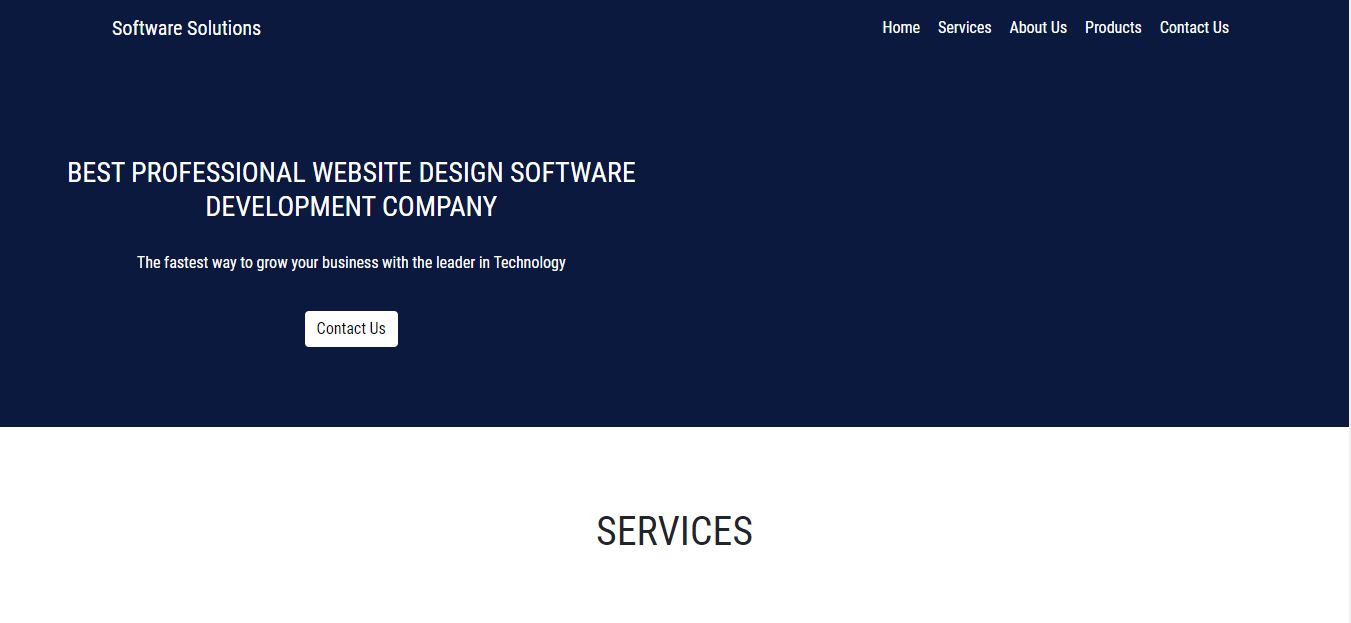 Software Solutions
Home Services About Us Products Contact Us
BEST PROFESSIONAL WEBSITE DESIGN SOFTWARE
DEVELOPMENT COMPANY
The fastest way to grow your business with the leader in Technology
Contact Us
SERVICES